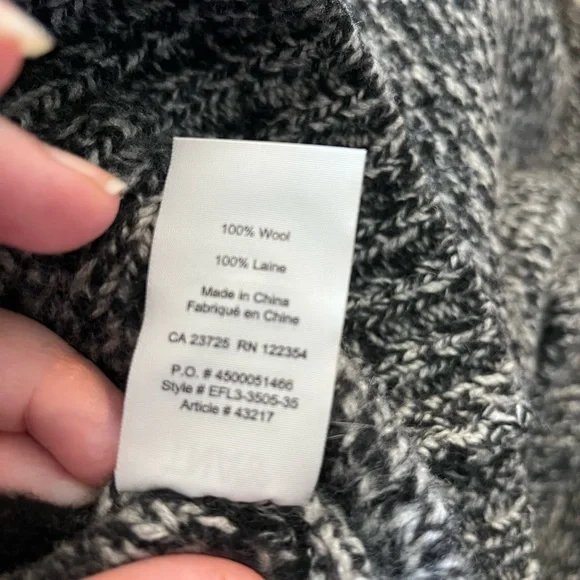 100% Wool
100% Laine
Made in China
Fabriqué en Chine
CA 23725 RN 122354
P.O. # 4500051466
Style # EFL3-3505-35
Article # 43217